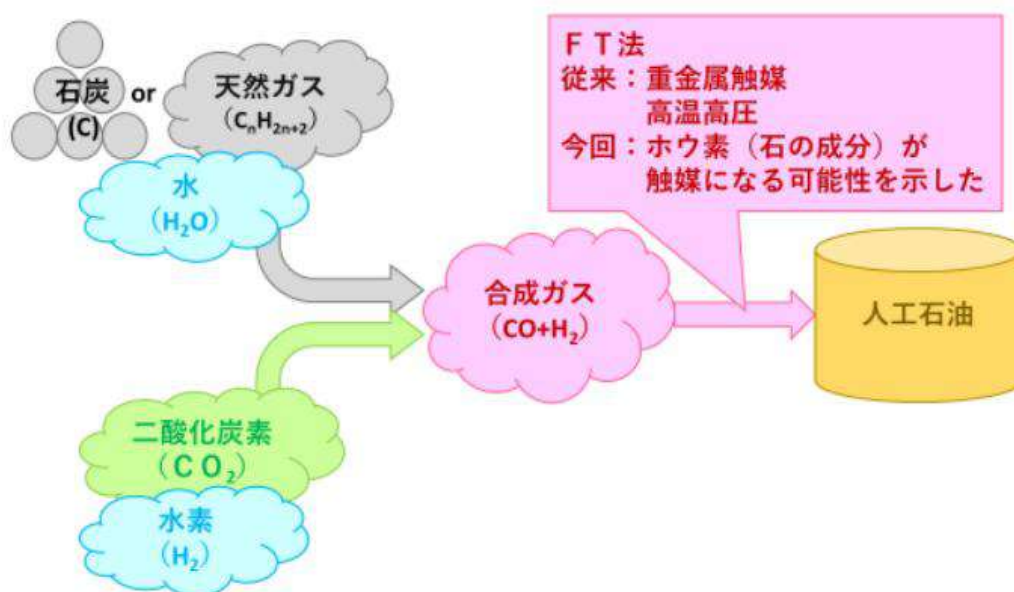 石炭
(C)
or
天然ガス
（CnH2n+2）
水
（H2O）
二酸化炭素
（ＣＯ2）
水素
（H2）
合成ガス
（CO+H2）
ＦＴ法
従来：重金属触媒
高温高圧
今回：ホウ素（石の成分）が
触媒になる可能性を示した
人工石油